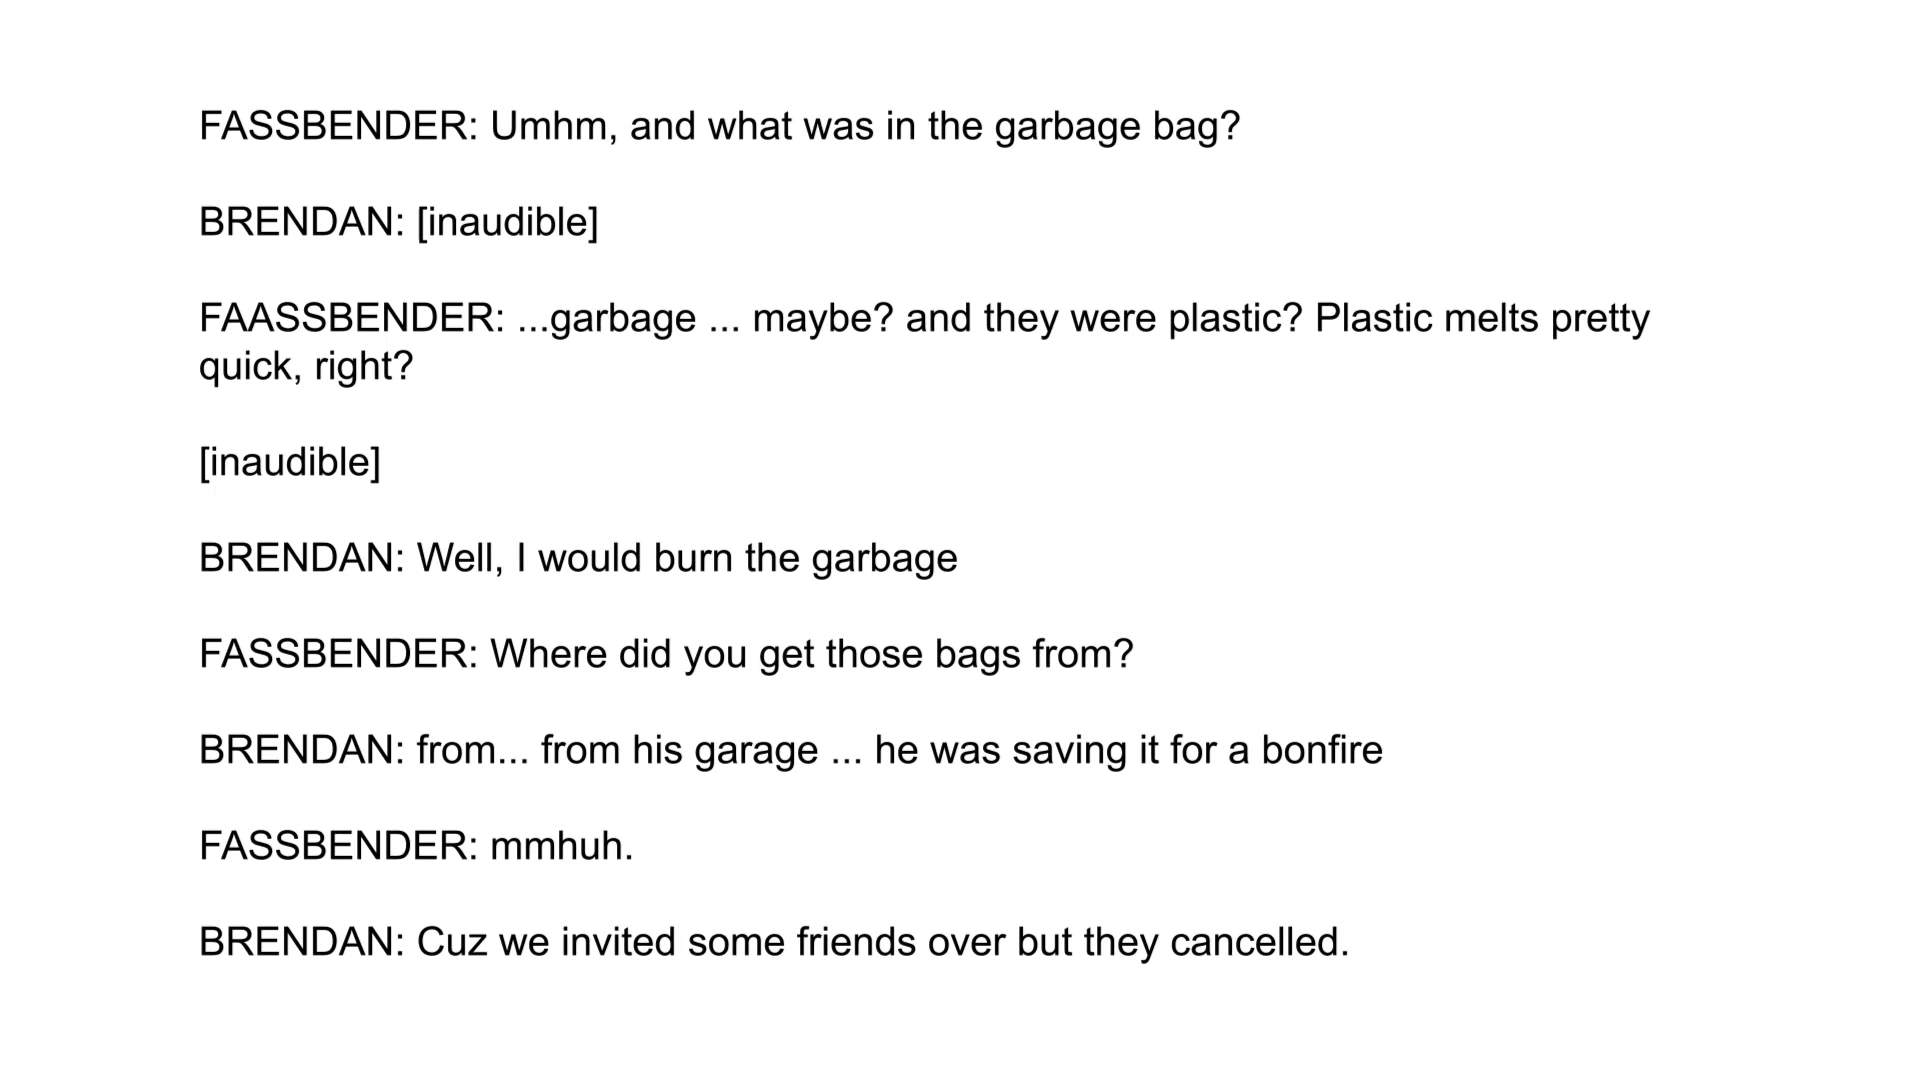 FASSBENDER: Umhm, and what was in the garbage bag?
BRENDAN: [inaudible]
FAASSBENDER: ...garbage ... maybe? and they were plastic? Plastic melts pretty
quick, right?
[inaudible]
BRENDAN: Well, I would burn the garbage
FASSBENDER: Where did you get those bags from?
BRENDAN: from... from his garage ... he was saving it for a bonfire
FASSBENDER: mmhuh.
BRENDAN: Cuz we invited some friends over but they cancelled.